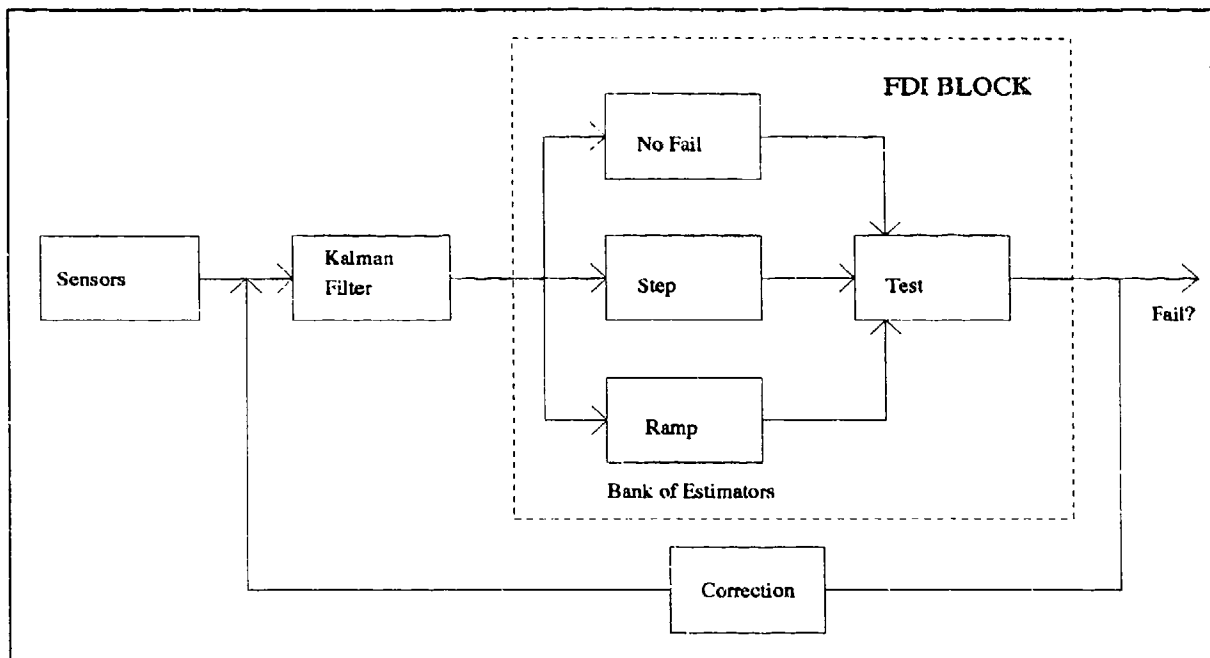 FDI BLOCK
No Fail
Sensors
Kalman
Filter
Step
Test
Fail?
Ramp
Bank of Estimators
Correction